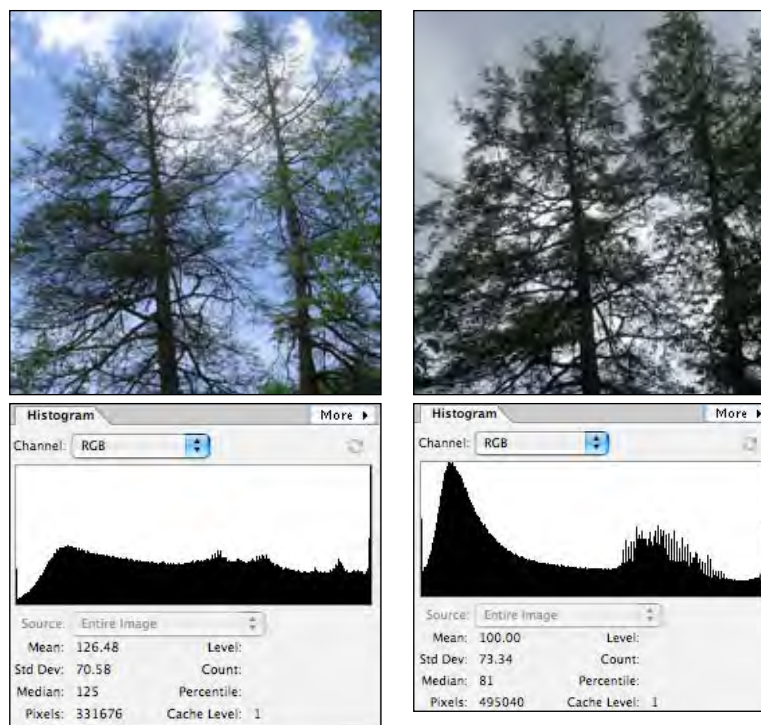 Histogram
More
Channel: RGB
Source: Entire Image
Mean: 126.48
Level:
Std Dev: 70.58
Count:
Median: 125
Percentile:
Pixels: 331676
Cache Level: 1
Histogram
More
Channel: RGB
Source: Entire Image
Mean: 100.00
Level:
Std Dev: 73.34
Count:
Median: 81
Percentile:
Pixels: 495040
Cache Level: 1